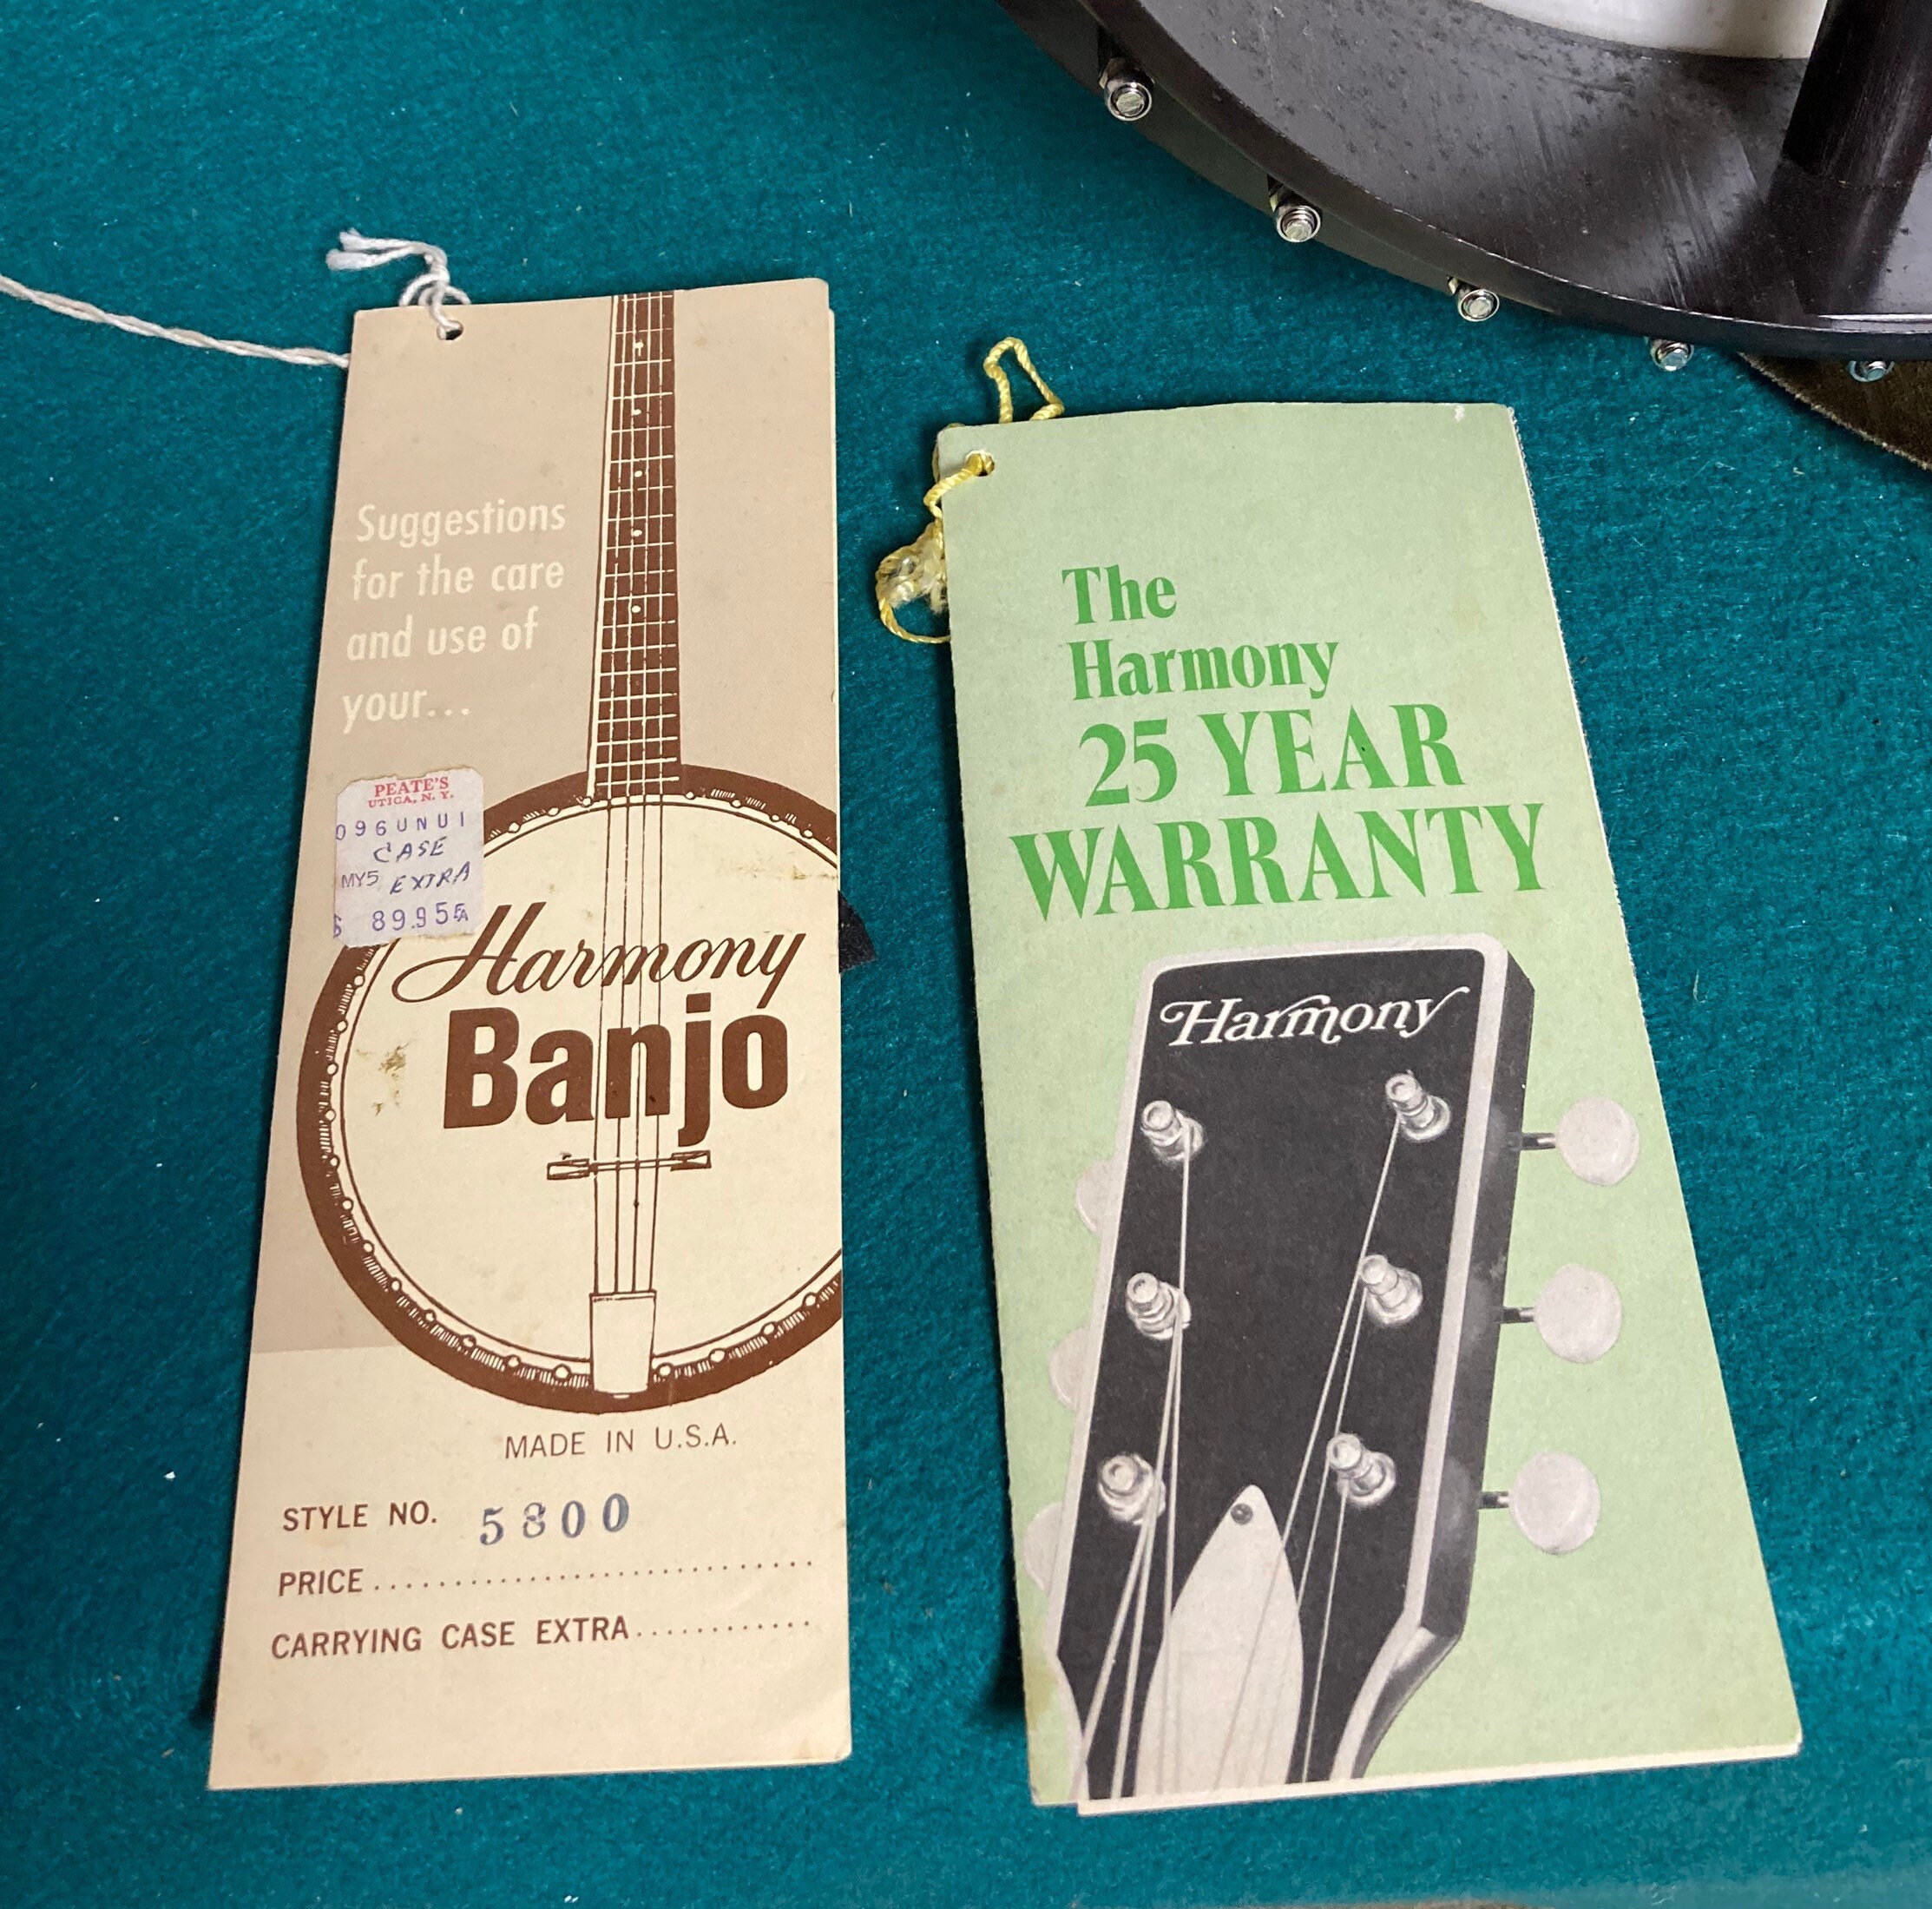 Suggestions
for the care
and use of
your...
PEATE'S
UTICA, N. Y.
096UNUI
CASE
MY5 EXTRA
$ 89.95EA
Harmony
Banjo
MADE IN U.S.A.
STYLE NO. 5800
PRICE
CARRYING CASE EXTRA
The
Harmony
25 YEAR
WARRANTY
Harmony